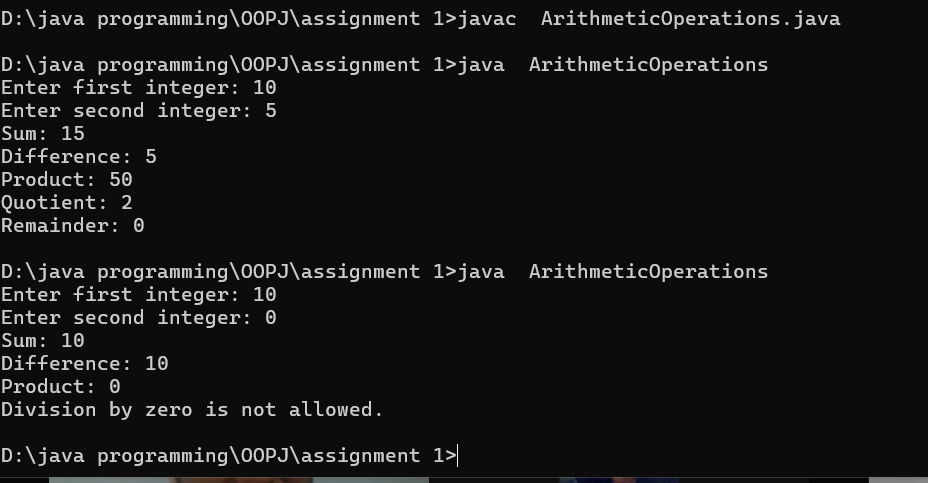 D:\java programming\OOPJ\assignment 1>javac  ArithmeticOperations.java
D:\java programming\OOPJ\assignment 1>java  ArithmeticOperations
Enter first integer: 10
Enter second integer: 5
Sum: 15
Difference: 5
Product: 50
Quotient: 2
Remainder: 0
D:\java programming\OOPJ\assignment 1>java  ArithmeticOperations
Enter first integer: 10
Enter second integer: 0
Sum: 10
Difference: 10
Product: 0
Division by zero is not allowed.
D:\java programming\OOPJ\assignment 1>